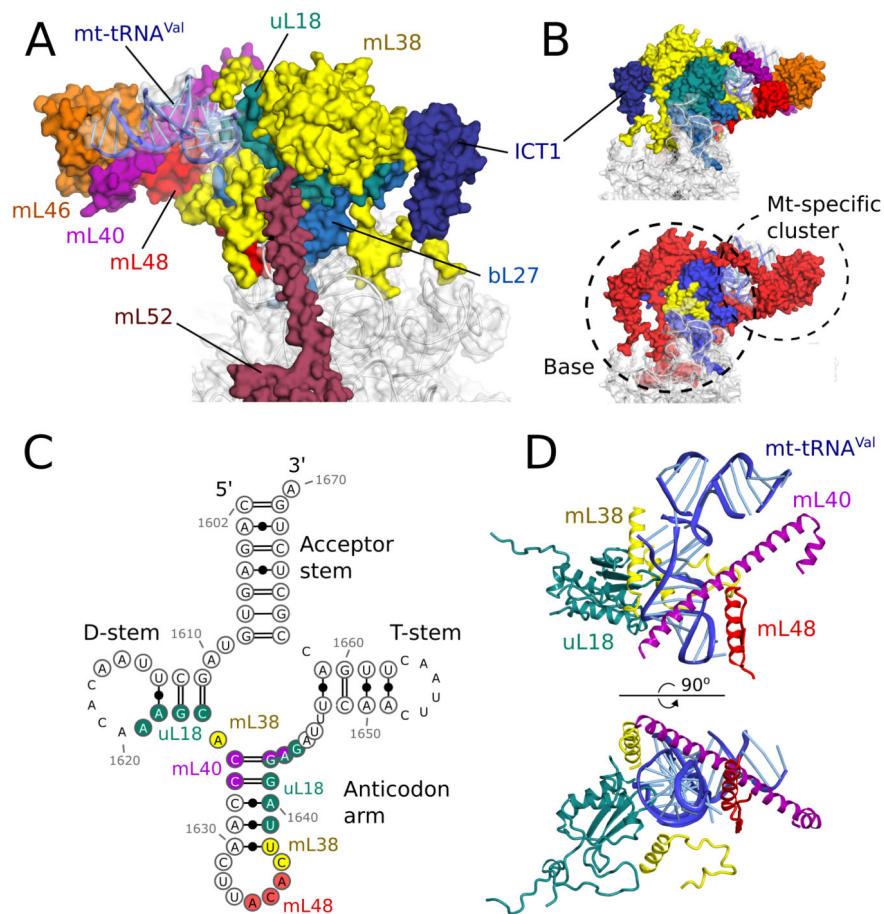 A
mt-tRNAVal
uL18
mL38
ICT1
mL46
mL40
mL48
bL27
mL52
B
Mt-specific
cluster
Base
C
5'
3'
1670
1602
C G A
A U
G C
A U
G C
U G
G C
Acceptor
stem
D-stem
1610
T-stem
1660
A U
C A C A A U U C G
A A G C
1620
uL18
C A G U U C
A A U U
U U C A A C
1650
A
mL38
mL40
C G A G A
C G
uL18
C A
1640
A U
Anticodon
arm
1630
A U
mL38
C U U
C A C A
mL48
D
mt-tRNAVal
mL40
mL38
uL18
mL48
90°